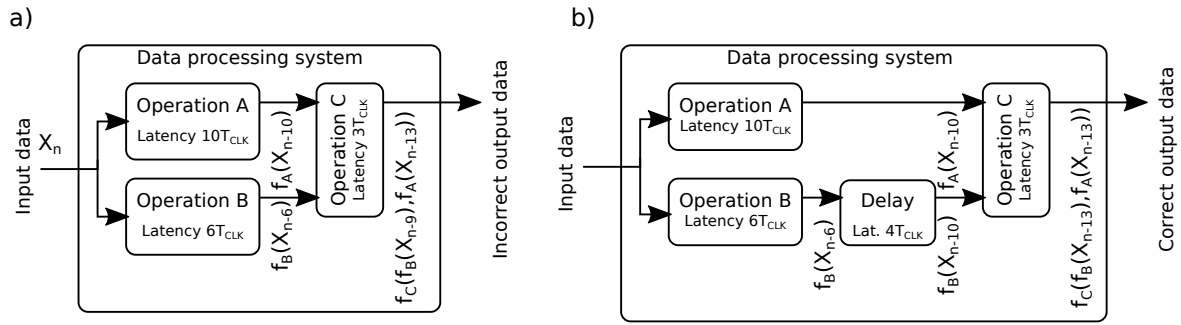 a)
Data processing system
Input data
X_n
Operation A
Latency 10T_CLK
Operation B
Latency 6T_CLK
f_A(X_n-10)
f_B(X_n-6)
Operation C
Latency 3T_CLK
f_C(f_B(X_n-9),f_A(X_n-13))
Incorrect output data
b)
Data processing system
Input data
Operation A
Latency 10T_CLK
Operation B
Latency 6T_CLK
f_B(X_n-6)
Delay
Lat. 4T_CLK
f_A(X_n-10)
f_B(X_n-10)
Operation C
Latency 3T_CLK
f_C(f_B(X_n-13),f_A(X_n-13))
Correct output data